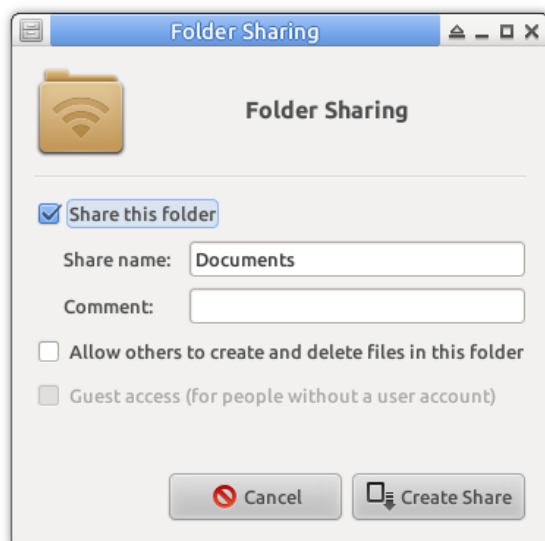 Folder Sharing
Folder Sharing
Share this folder
Share name: Documents
Comment:
Allow others to create and delete files in this folder
Guest access (for people without a user account)
Cancel Create Share